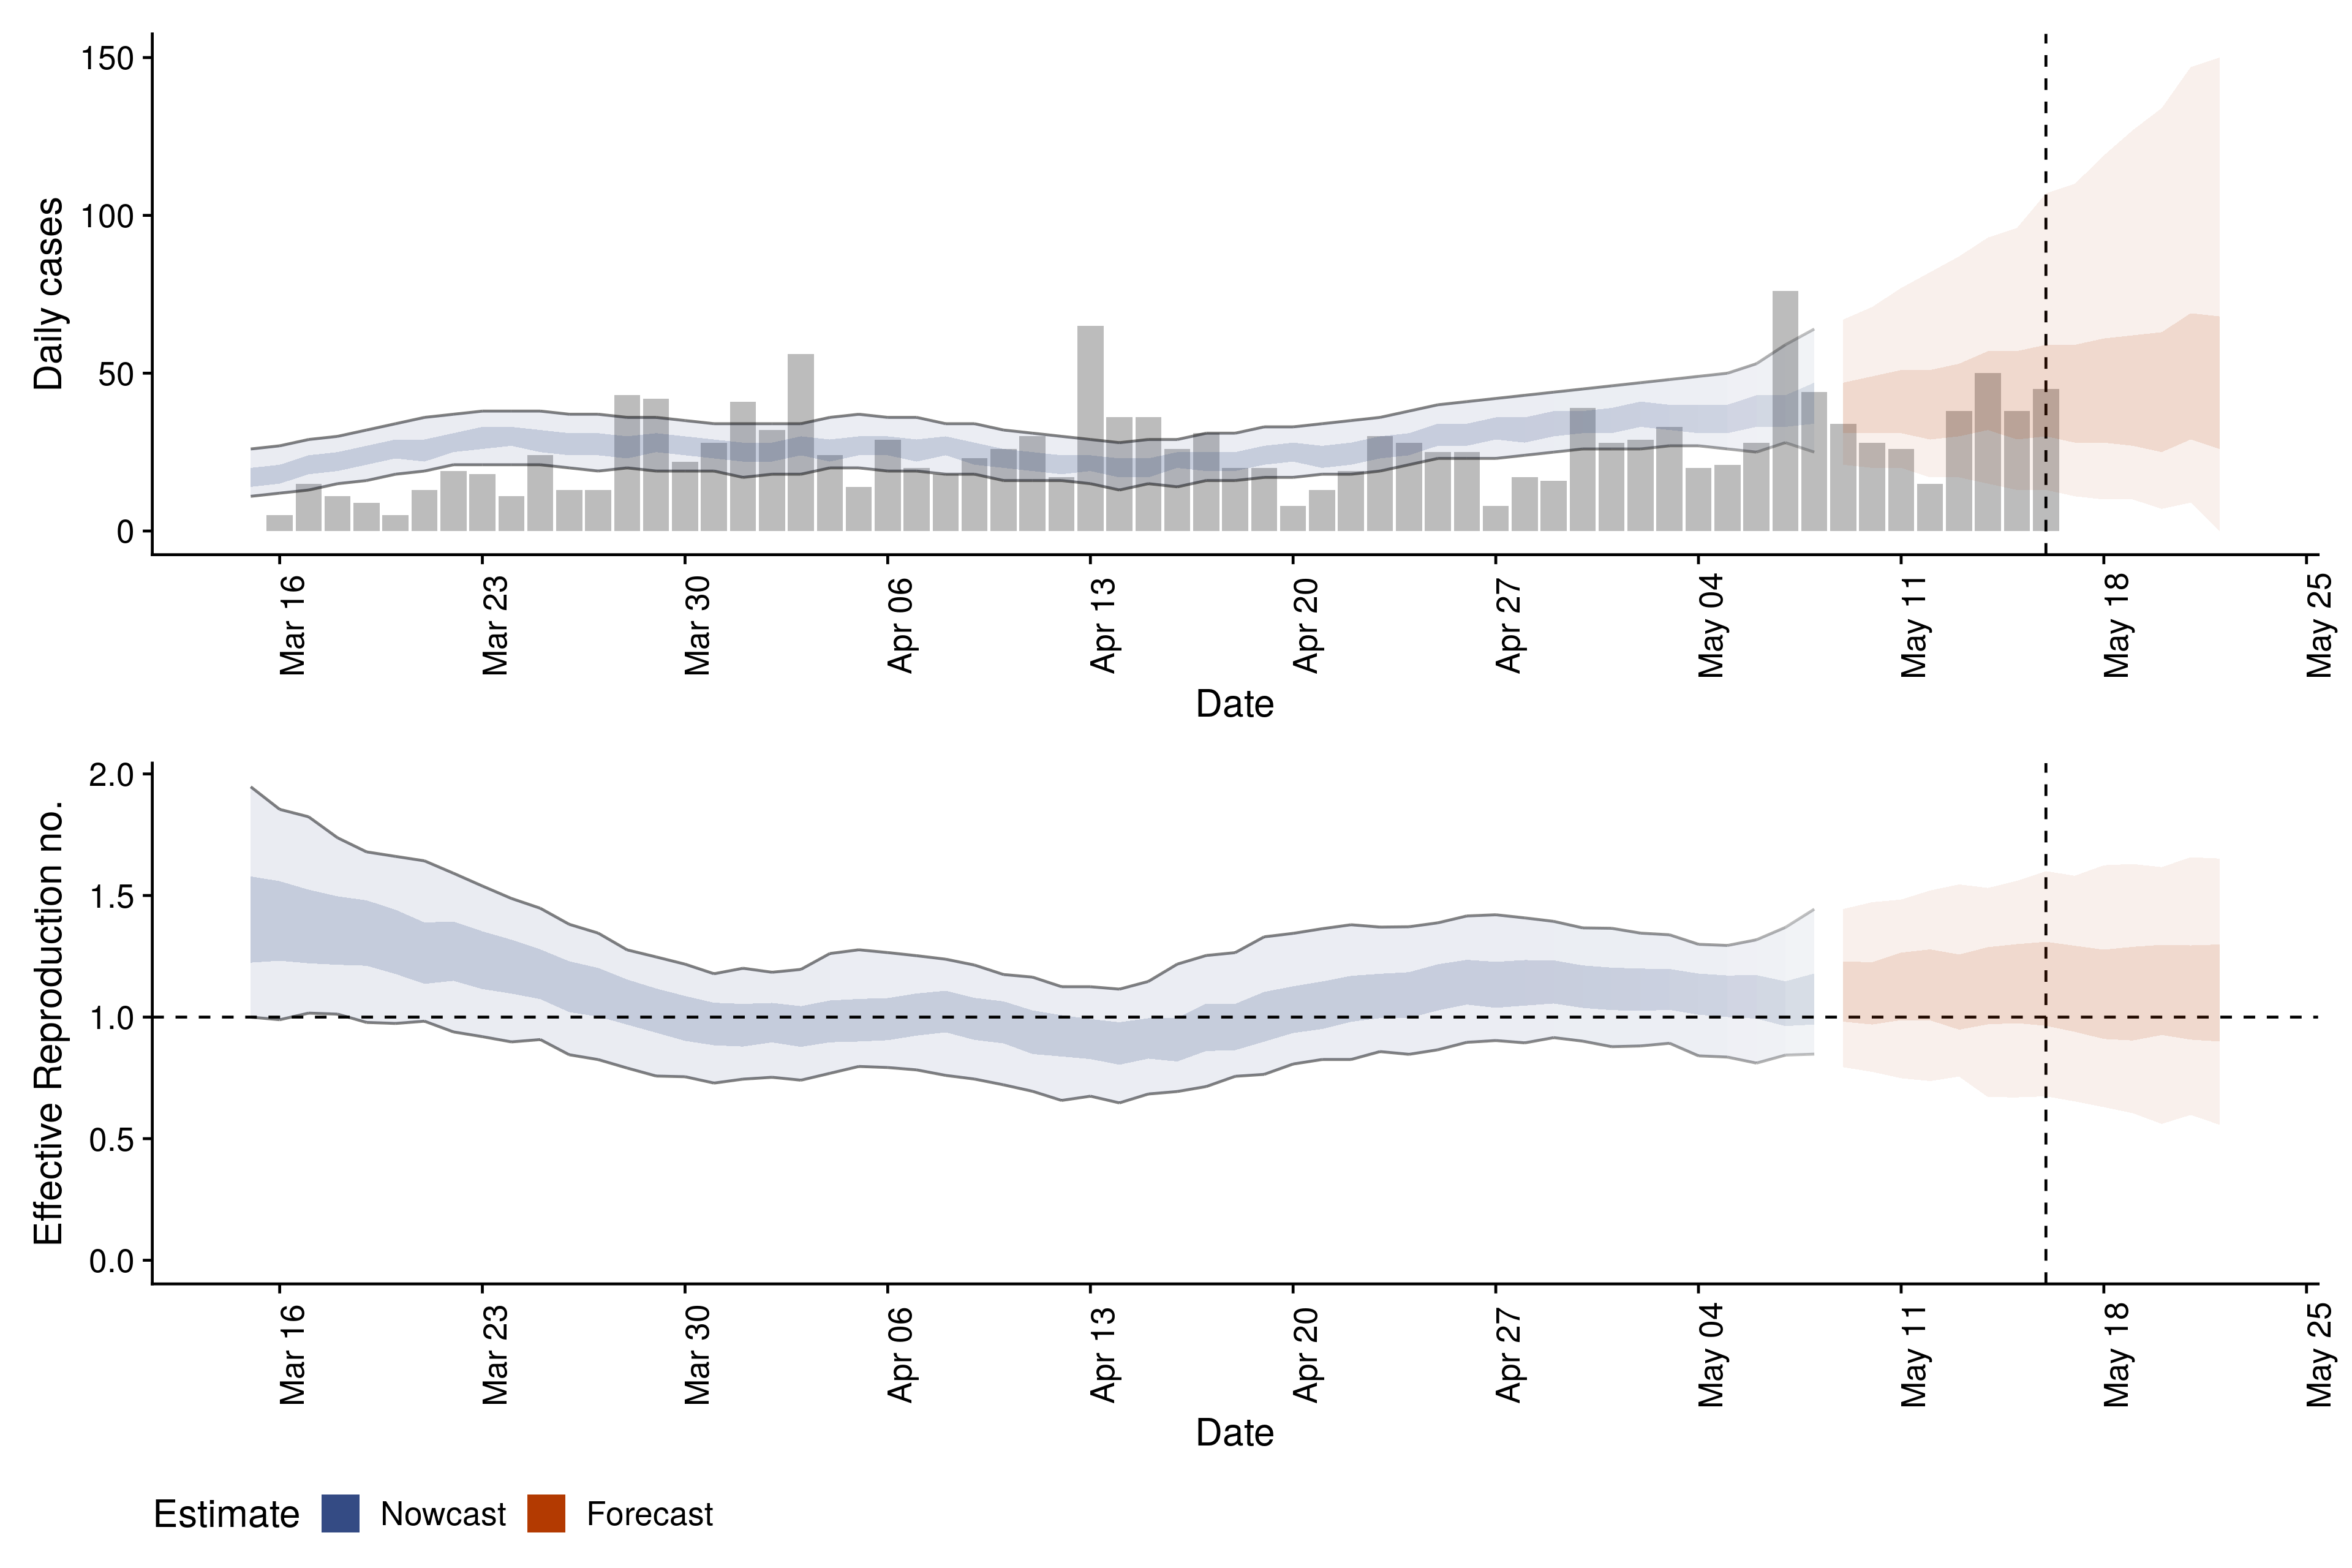 150
100
50
0
Daily cases
Mar 16
Mar 23
Mar 30
Apr 06
Apr 13
Apr 20
Apr 27
May 04
May 11
May 18
May 25
Date
2.0
1.5
1.0
0.5
0.0
Effective Reproduction no.
Mar 16
Mar 23
Mar 30
Apr 06
Apr 13
Apr 20
Apr 27
May 04
May 11
May 18
May 25
Date
Estimate Nowcast Forecast